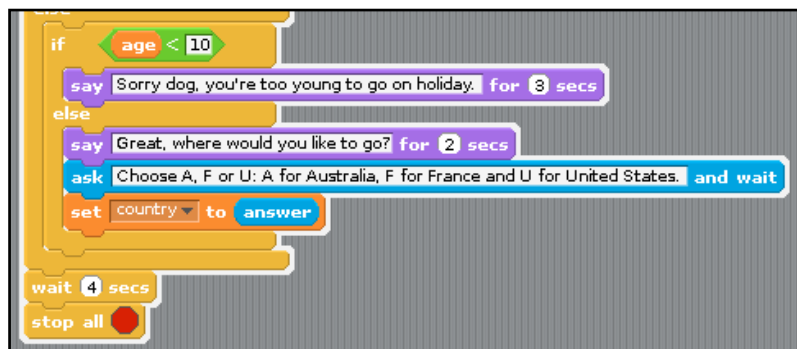 else
if age < 10
say Sorry dog, you're too young to go on holiday. for 3 secs
else
say Great, where would you like to go? for 2 secs
ask Choose A, F or U: A for Australia, F for France and U for United States. and wait
set country to answer
wait 4 secs
stop all